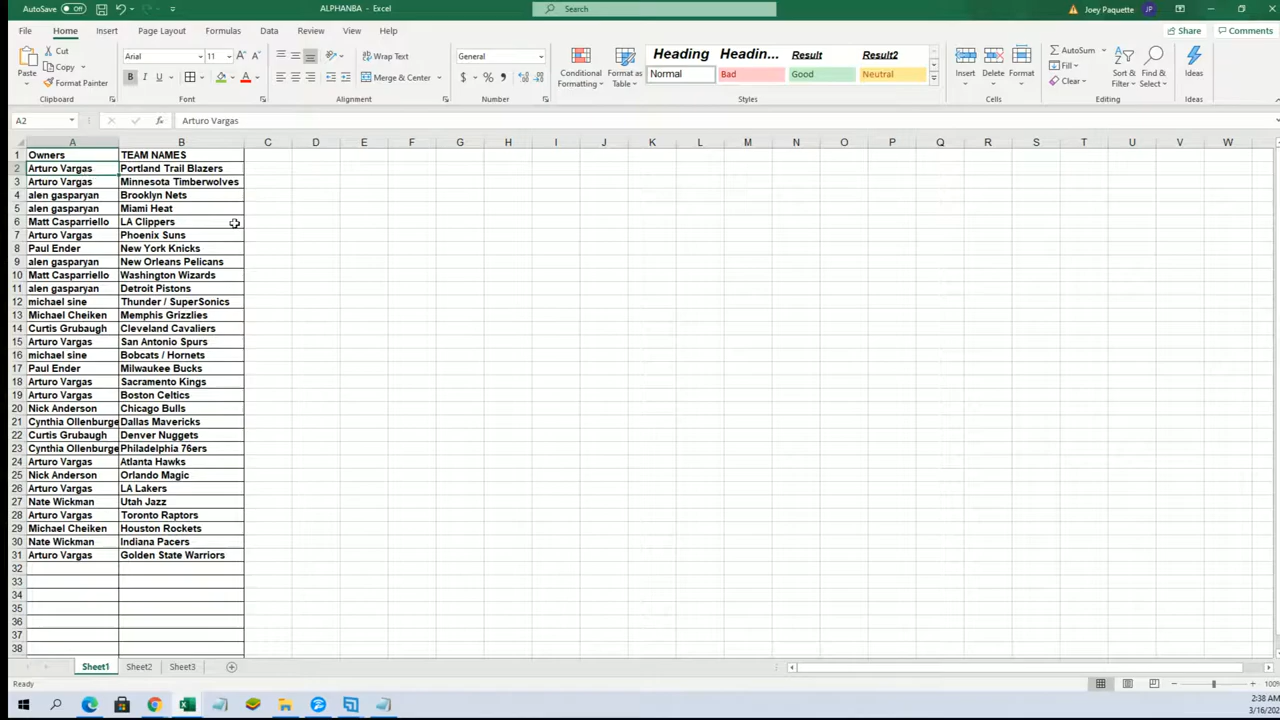 AutoSave Off ALPHANBA - Excel Search Joey Paquette JP
File Home Insert Page Layout Formulas Data Review View Help Share Comments
Paste Cut Copy Format Painter Clipboard
Arial 11 B I U A Font
ab Wrap Text Merge & Center Alignment
General $ % Number
Conditional Formatting Format as Table
Heading Headin... Result Result2
Normal Bad Good Neutral
Styles
Insert Delete Format Cells
AutoSum Fill Clear Sort & Filter Find & Select Editing
Ideas Ideas
A2 fx Arturo Vargas
A B C D E F G H I J K L M N O P Q R S T U V W
1 Owners TEAM NAMES
2 Arturo Vargas Portland Trail Blazers
3 Arturo Vargas Minnesota Timberwolves
4 alen gasparyan Brooklyn Nets
5 alen gasparyan Miami Heat
6 Matt Casparriello LA Clippers
7 Arturo Vargas Phoenix Suns
8 Paul Ender New York Knicks
9 alen gasparyan New Orleans Pelicans
10 Matt Casparriello Washington Wizards
11 alen gasparyan Detroit Pistons
12 michael sine Thunder / SuperSonics
13 Michael Cheiken Memphis Grizzlies
14 Curtis Grubaugh Cleveland Cavaliers
15 Arturo Vargas San Antonio Spurs
16 michael sine Bobcats / Hornets
17 Paul Ender Milwaukee Bucks
18 Arturo Vargas Sacramento Kings
19 Arturo Vargas Boston Celtics
20 Nick Anderson Chicago Bulls
21 Cynthia Ollenburge Dallas Mavericks
22 Curtis Grubaugh Denver Nuggets
23 Cynthia Ollenburge Philadelphia 76ers
24 Arturo Vargas Atlanta Hawks
25 Nick Anderson Orlando Magic
26 Arturo Vargas LA Lakers
27 Nate Wickman Utah Jazz
28 Arturo Vargas Toronto Raptors
29 Michael Cheiken Houston Rockets
30 Nate Wickman Indiana Pacers
31 Arturo Vargas Golden State Warriors
32
33
34
35
36
37
38
Sheet1 Sheet2 Sheet3
Ready 100%
2:38 AM
3/16/202